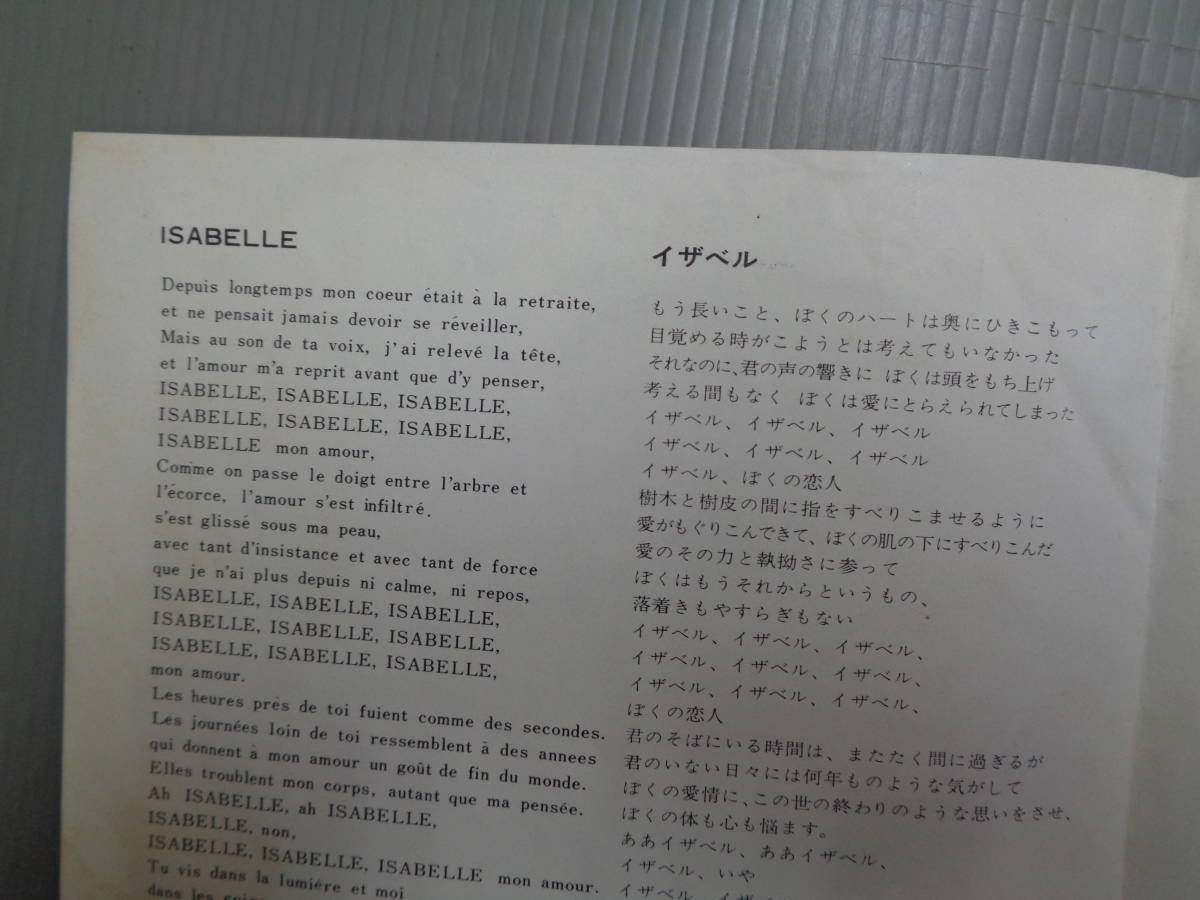 ISABELLE
Depuis longtemps mon coeur était à la retraite,
et ne pensait jamais devoir se réveiller,
Mais au son de ta voix, j'ai relevé la tête,
et l'amour m'a reprit avant que d'y penser,
ISABELLE, ISABELLE, ISABELLE,
ISABELLE, ISABELLE, ISABELLE,
ISABELLE mon amour,
Comme on passe le doigt entre l'arbre et
l'écorce, l'amour s'est infiltré.
s'est glissé sous ma peau,
avec tant d'insistance et avec tant de force
que je n'ai plus depuis ni calme, ni repos,
ISABELLE, ISABELLE, ISABELLE,
ISABELLE, ISABELLE, ISABELLE,
ISABELLE, ISABELLE, ISABELLE,
mon amour.
Les heures près de toi fuient comme des secondes.
Les journées loin de toi ressemblent à des annees
qui donnent à mon amour un goût de fin du monde.
Elles troublent mon corps, autant que ma pensée.
Ah ISABELLE, ah ISABELLE,
ISABELLE, non,
ISABELLE, ISABELLE, ISABELLE mon amour.
Tu vis dans la lumiére et moi
dans les
イザベル
もう長いこと、ぼくのハートは奥にひきこもって
目覚める時がこようとは考えてもいなかった
それなのに、君の声の響きに ぼくは頭をもち上げ
考える間もなく ぼくは愛にとらえられてしまった
イザベル、イザベル、イザベル
イザベル、イザベル、イザベル
イザベル、ぼくの恋人
樹木と樹皮の間に指をすべりこませるように
愛がもぐりこんできて、ぼくの肌の下にすべりこんだ
愛のその力と執拗さに参って
ぼくはもうそれからというもの、
落着きもやすらぎもない
イザベル、イザベル、イザベル、
イザベル、イザベル、イザベル、
イザベル、イザベル、イザベル、
ぼくの恋人
君のそばにいる時間は、またたく間に過ぎるが
君のいない日々には何年ものような気がして
ぼくの愛情に、この世の終わりのような思いをさせ、
ぼくの体も心も悩ます。
ああイザベル、ああイザベル、
イザベル、いや
イザベル、イザベル